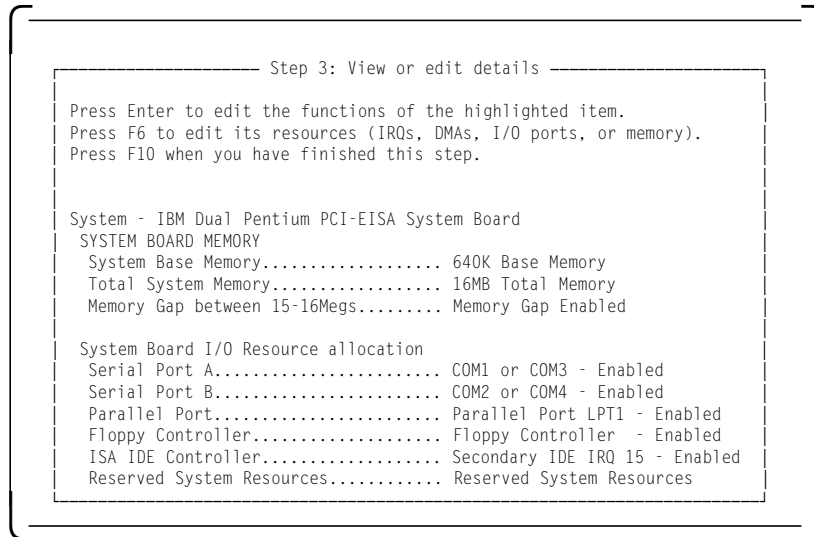 Step 3: View or edit details
Press Enter to edit the functions of the highlighted item.
Press F6 to edit its resources (IRQs, DMAs, I/O ports, or memory).
Press F10 when you have finished this step.
System - IBM Dual Pentium PCI-EISA System Board
SYSTEM BOARD MEMORY
System Base Memory................... 640K Base Memory
Total System Memory.................. 16MB Total Memory
Memory Gap between 15-16Megs......... Memory Gap Enabled
System Board I/O Resource allocation
Serial Port A........................ COM1 or COM3 - Enabled
Serial Port B........................ COM2 or COM4 - Enabled
Parallel Port........................ Parallel Port LPT1 - Enabled
Floppy Controller.................... Floppy Controller - Enabled
ISA IDE Controller................... Secondary IDE IRQ 15 - Enabled
Reserved System Resources............ Reserved System Resources